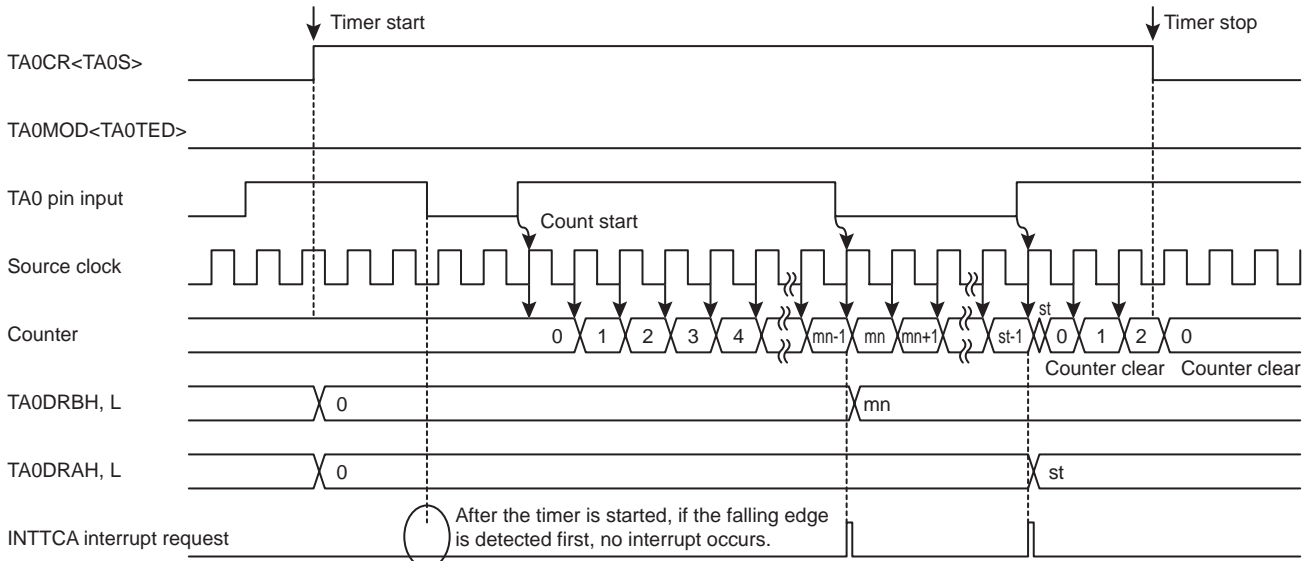 Timer start
Timer stop
TA0CR<TA0S>
TA0MOD<TA0TED>
TA0 pin input
Count start
Source clock
Counter
0 1 2 3 4 mn-1 mn mn+1 st-1 st 0 1 2 0
Counter clear Counter clear
TA0DRBH, L
0 mn
TA0DRAH, L
0 st
INTTCA interrupt request
After the timer is started, if the falling edge
is detected first, no interrupt occurs.